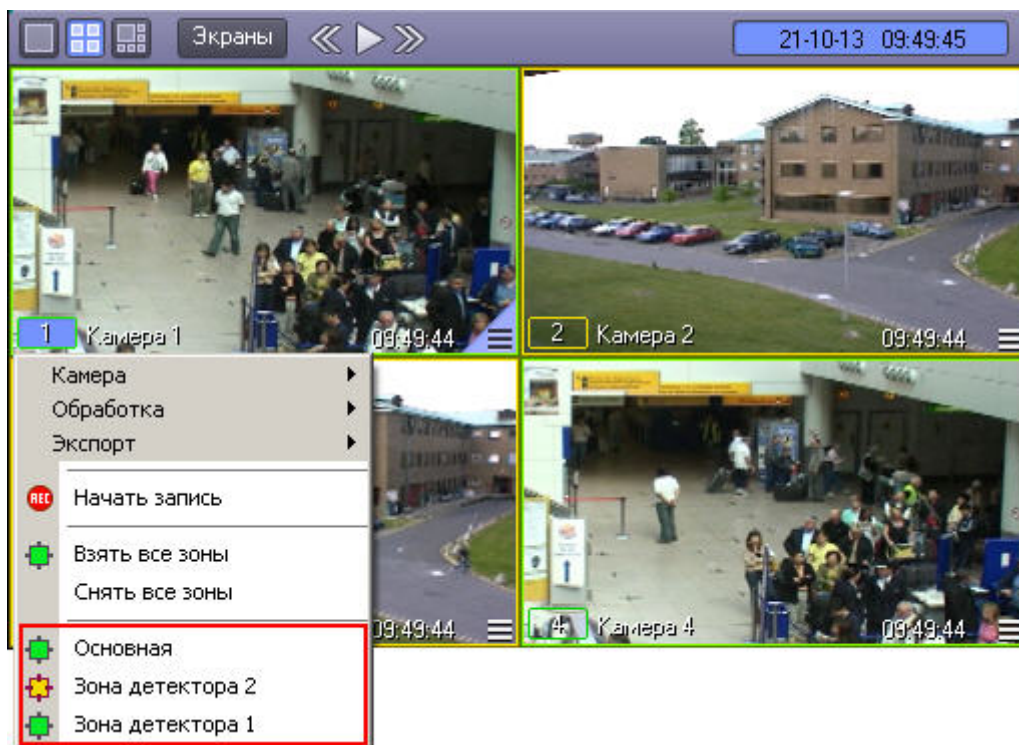 Экраны
21-10-13 09:49:45
1 Камера 1 09:49:44
2 Камера 2 09:49:44
Камера
Обработка
Экспорт
REC Начать запись
Взять все зоны
Снять все зоны
09:49:44
4 Камера 4 09:49:44
Основная
Зона детектора 2
Зона детектора 1